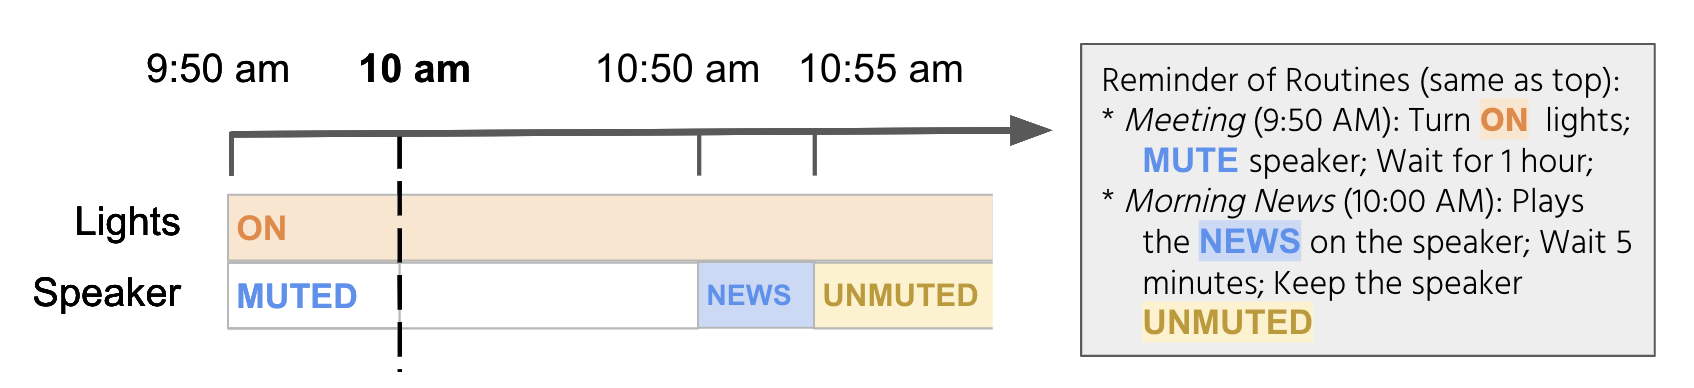 9:50 am 10 am 10:50 am 10:55 am
Lights ON
Speaker MUTED NEWS UNMUTED
Reminder of Routines (same as top):
* Meeting (9:50 AM): Turn ON lights;
MUTE speaker; Wait for 1 hour;
* Morning News (10:00 AM): Plays
the NEWS on the speaker; Wait 5
minutes; Keep the speaker
UNMUTED